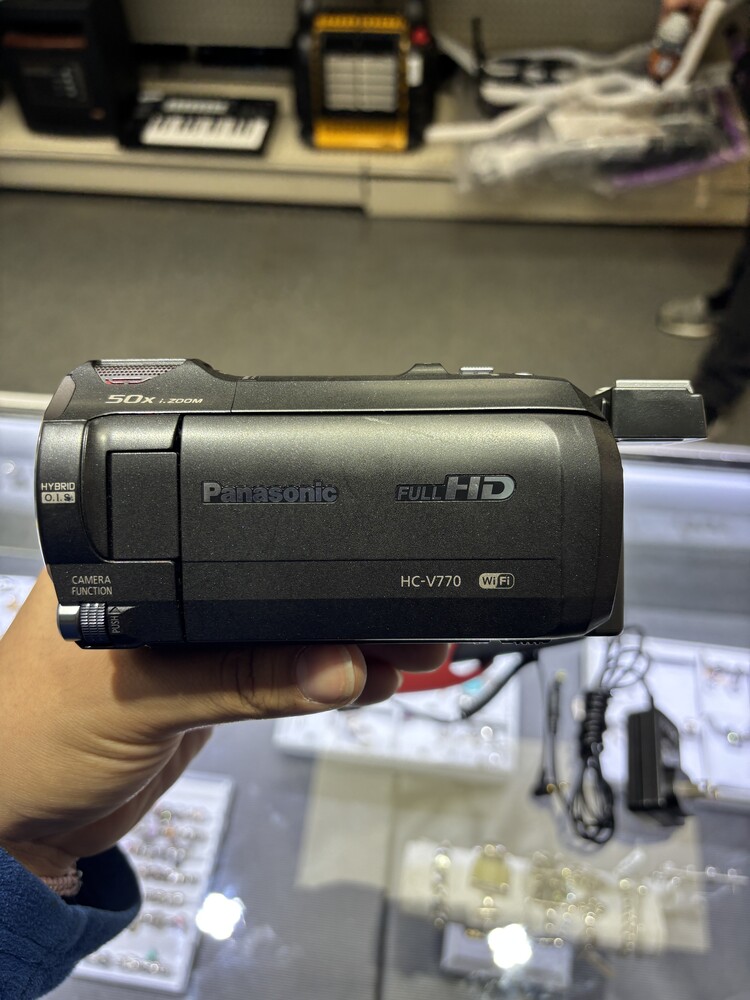 50x i.ZOOM
Panasonic
FULL HD
HYBRID
O.I.S.
CAMERA
FUNCTION
PUSH
HC-V770 WiFi